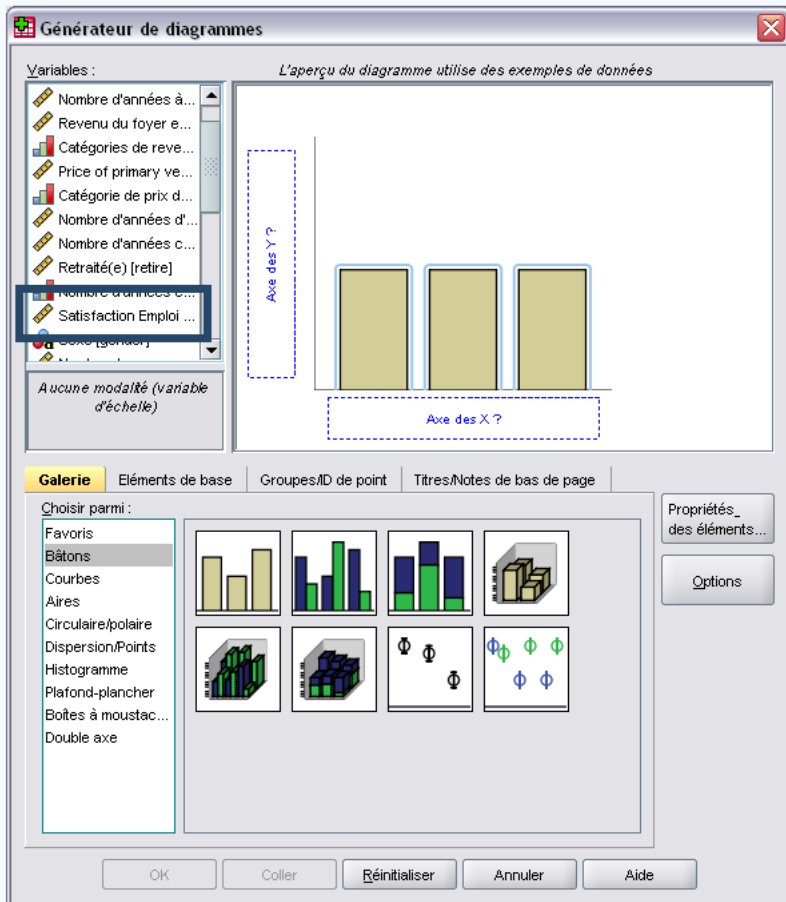 Générateur de diagrammes
Variables :
L'aperçu du diagramme utilise des exemples de données
Nombre d'années à...
Revenu du foyer e...
Catégories de reve...
Price of primary ve...
Catégorie de prix d...
Nombre d'années d'...
Nombre d'années c...
Retraité(e) [retire]
Nombre d'années e...
Satisfaction Emploi ...
Sexe [gender]
Aucune modalité (variable
d'échelle)
Axe des Y ?
Axe des X ?
Galerie
Eléments de base
Groupes/ID de point
Titres/Notes de bas de page
Choisir parmi :
Favoris
Bâtons
Courbes
Aires
Circulaire/polaire
Dispersion/Points
Histogramme
Plafond-plancher
Boîtes à moustac...
Double axe
Propriétés_
des éléments...
Options
OK
Coller
Réinitialiser
Annuler
Aide